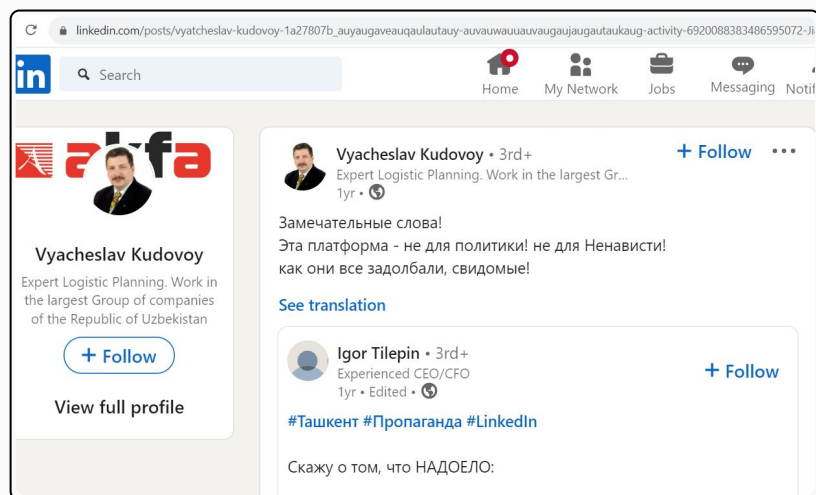 linkedin.com/posts/vyatcheslav-kudovoy-1a27807b_auyaugaveauqaulautauy-auvauwauuauvaugaujaugautaukaug-activity-6920088383486595072-Ji
in
Search
Home
My Network
Jobs
Messaging
Notif
akfa
Vyacheslav Kudovoy
Expert Logistic Planning. Work in
the largest Group of companies
of the Republic of Uzbekistan
+ Follow
View full profile
Vyacheslav Kudovoy • 3rd+
Expert Logistic Planning. Work in the largest Gr...
1yr •
+ Follow
Замечательные слова!
Эта платформа - не для политики! не для Ненависти!
как они все задолбали, свидомые!
See translation
Igor Tilepin • 3rd+
Experienced CEO/CFO
1yr • Edited •
+ Follow
#Ташкент #Пропаганда #LinkedIn
Скажу о том, что НАДОЕЛО: